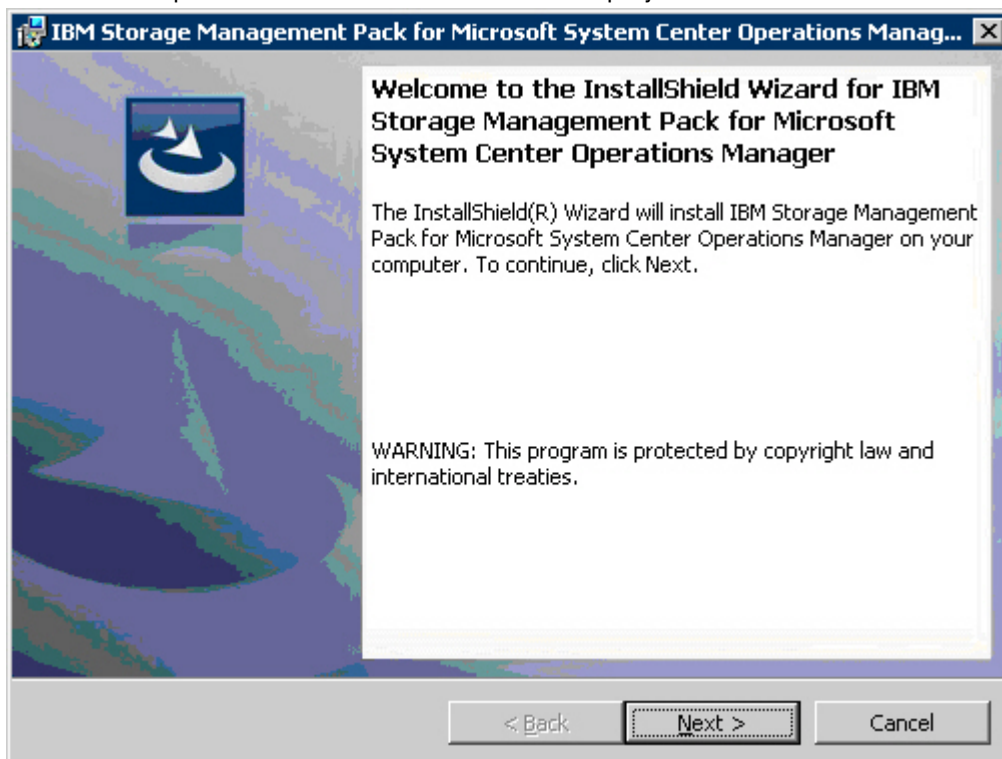 IBM Storage Management Pack for Microsoft System Center Operations Manag...
Welcome to the InstallShield Wizard for IBM
Storage Management Pack for Microsoft
System Center Operations Manager
The InstallShield(R) Wizard will install IBM Storage Management
Pack for Microsoft System Center Operations Manager on your
computer. To continue, click Next.
WARNING: This program is protected by copyright law and
international treaties.
< Back
Next >
Cancel